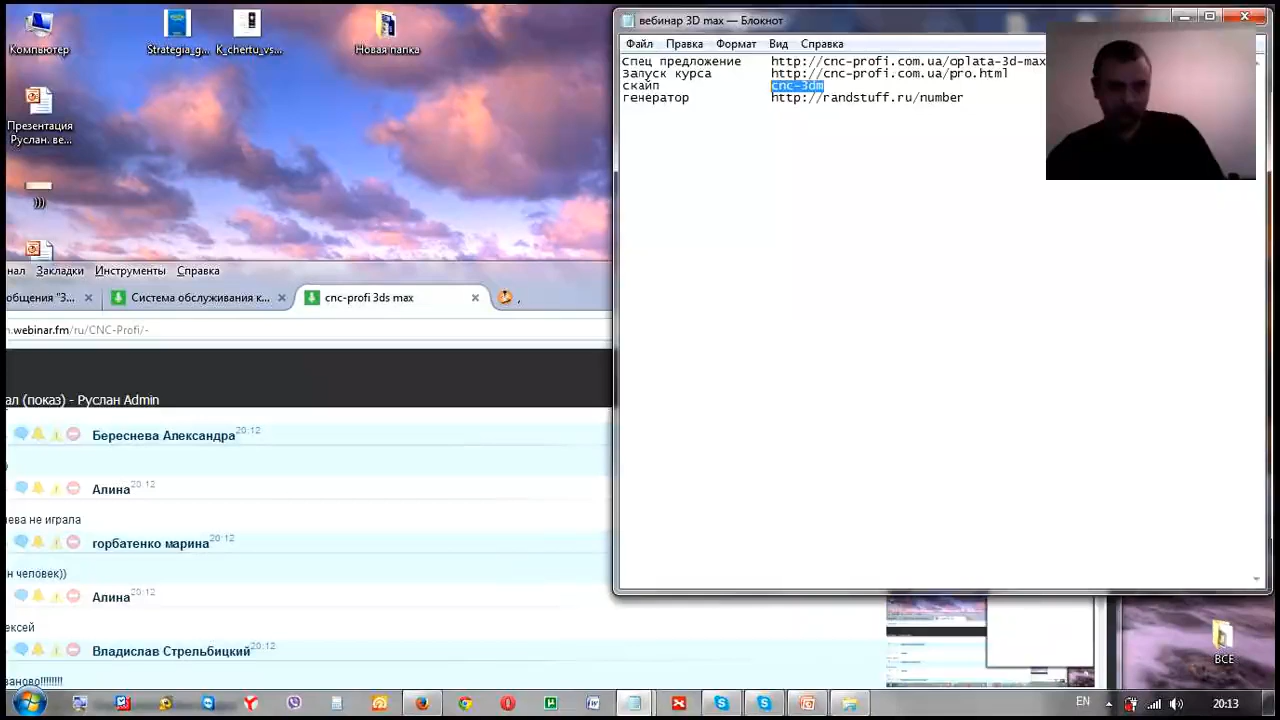 Компьютер
Strategia_g...
K_chertu_vs...
Новая папка
Презентация
Руслан. ве...
)))
вебинар 3D max — Блокнот
Файл Правка Формат Вид Справка
Спец предложение http://cnc-profi.com.ua/oplata-3d-max
Запуск курса http://cnc-profi.com.ua/pro.html
скайп cnc-3dm
генератор http://randstuff.ru/number
нал Закладки Инструменты Справка
общения "З... Система обслуживания к... cnc-profi 3ds max ,
n.webinar.fm/ru/CNC-Profi/-
ал (показ) - Руслан Admin
Береснева Александра 20:12
)
Алина 20:12
нева не играла
горбатенко марина 20:12
н человек))
Алина 20:12
ксей
Владислав Стрельбицкий 20:12
заново!!!!!!!!
ВСЕ
EN 20:13